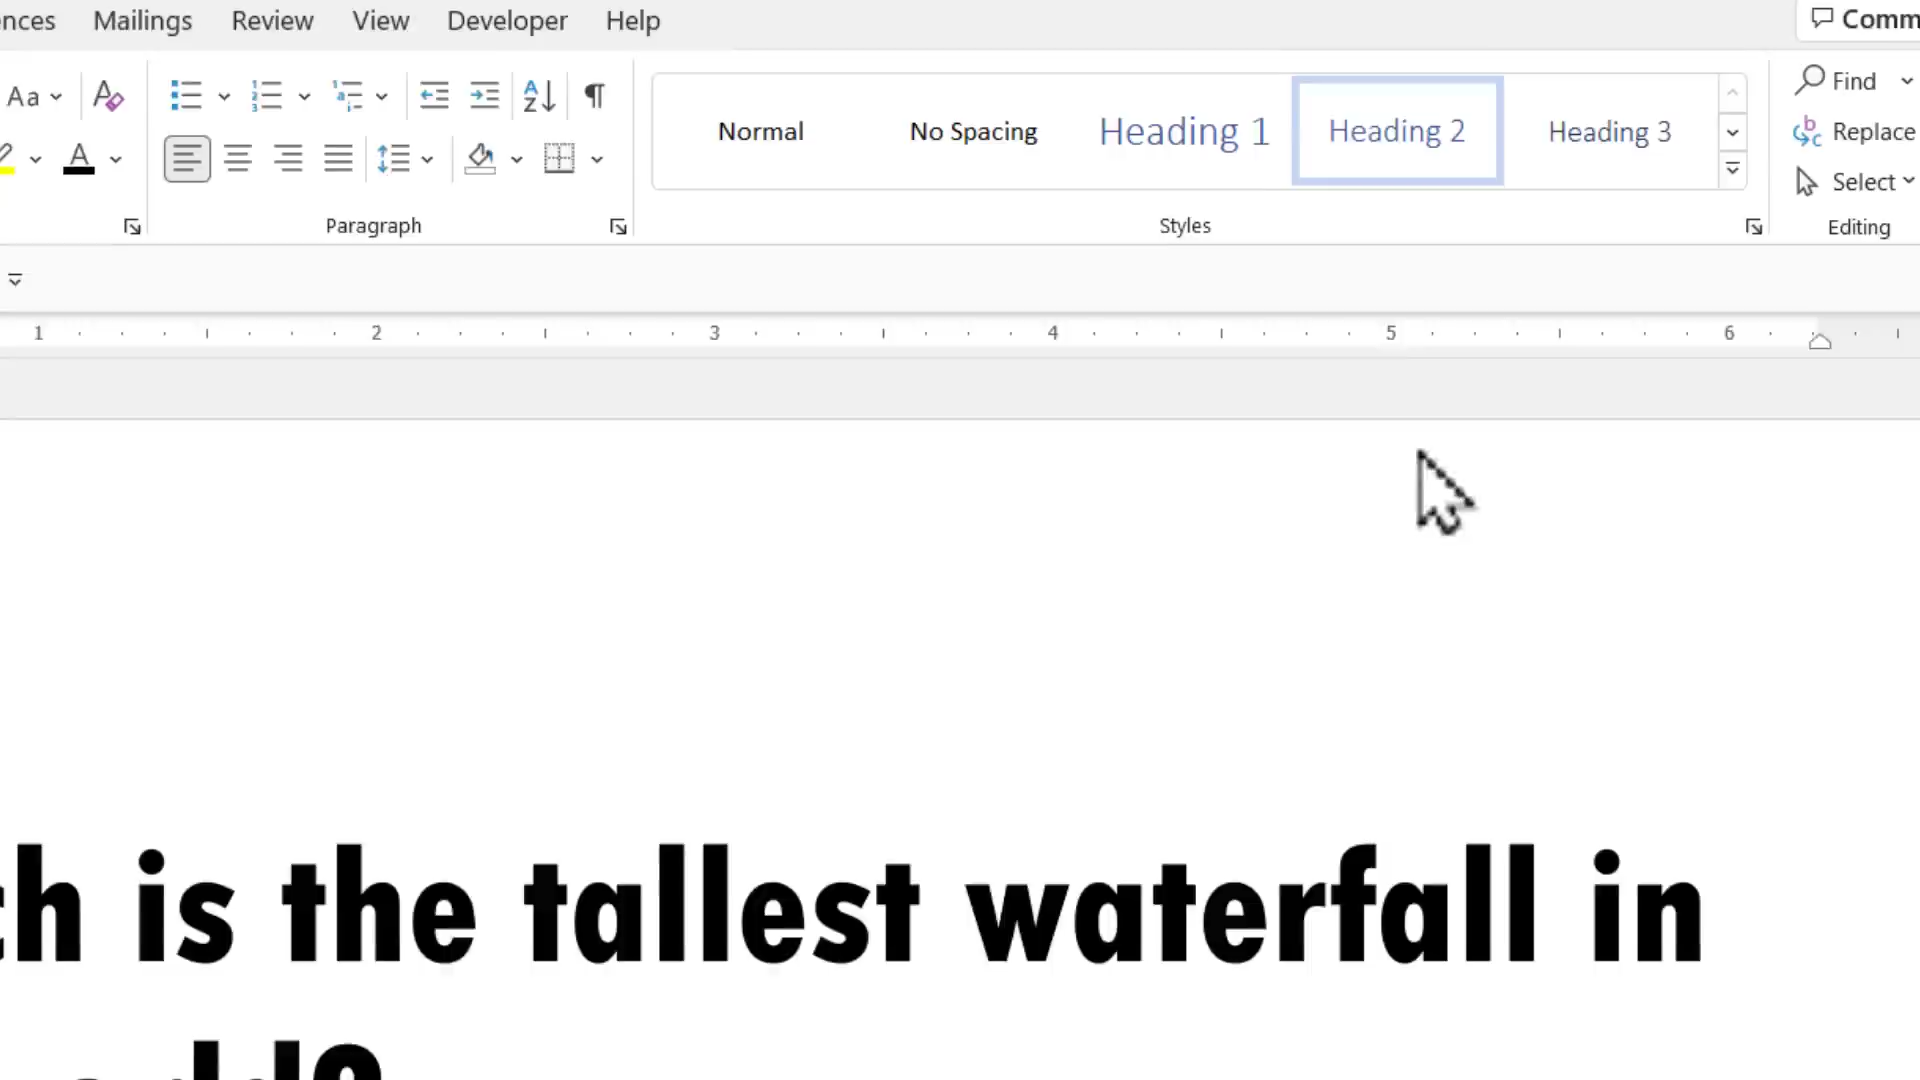 Mailings Review View Developer Help
Comm
Aa
Find
Normal No Spacing Heading 1 Heading 2 Heading 3
Replace
A
Select
Paragraph Styles Editing
1 2 3 4 5 6
ch is the tallest waterfall in